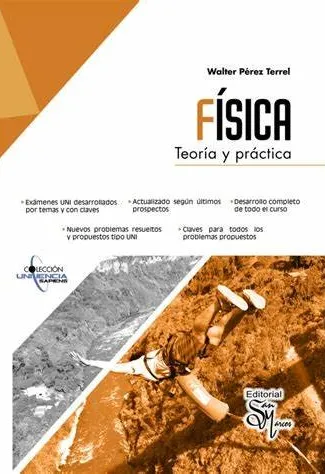 Walter Pérez Terrel
FÍSICA
Teoría y práctica
• Exámenes UNI desarrollados
por temas y con claves
• Actualizado según últimos
prospectos
• Desarrollo completo
de todo el curso
• Nuevos problemas resueltos
y propuestos tipo UNI
• Claves para todos los
problemas propuestos
COLECCIÓN
UNICIENCIA
SAPIENS
Editorial
San
Marcos